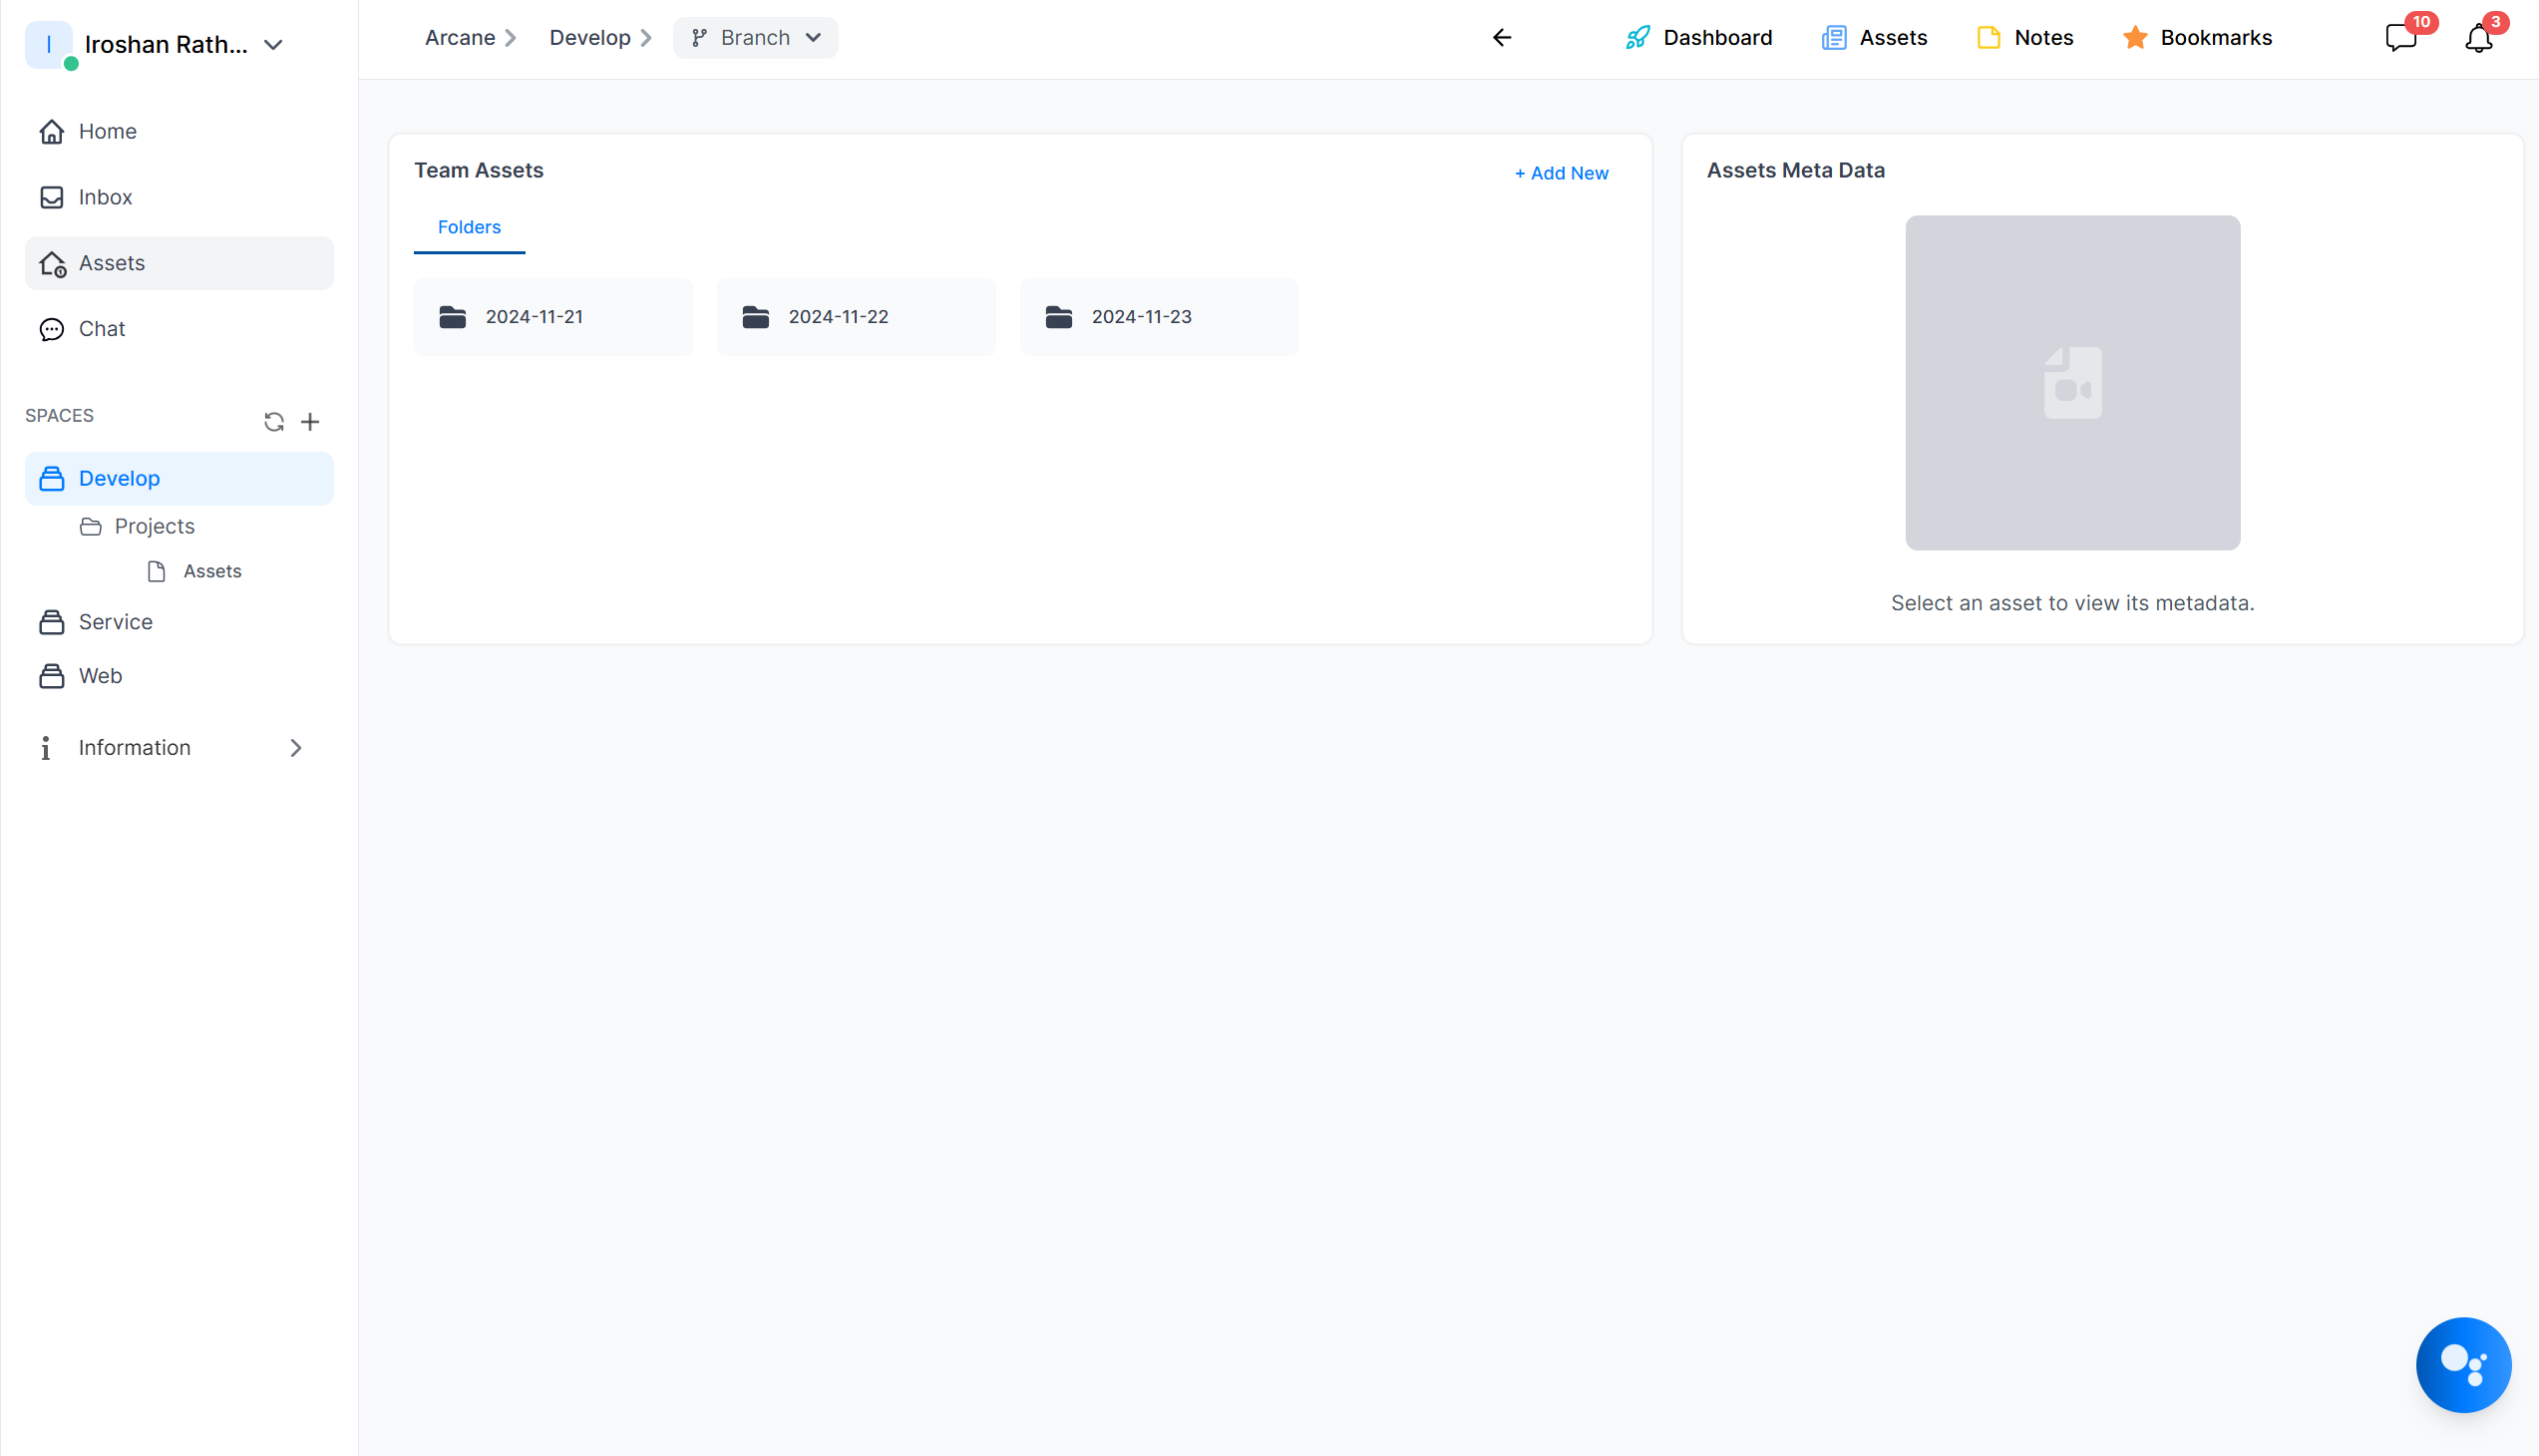 I
Iroshan Rath...
Home
Inbox
Assets
Chat
SPACES
Develop
Projects
Assets
Service
Web
Information
Arcane
Develop
Branch
Dashboard
Assets
Notes
Bookmarks
10
3
Team Assets
+ Add New
Folders
2024-11-21
2024-11-22
2024-11-23
Assets Meta Data
Select an asset to view its metadata.